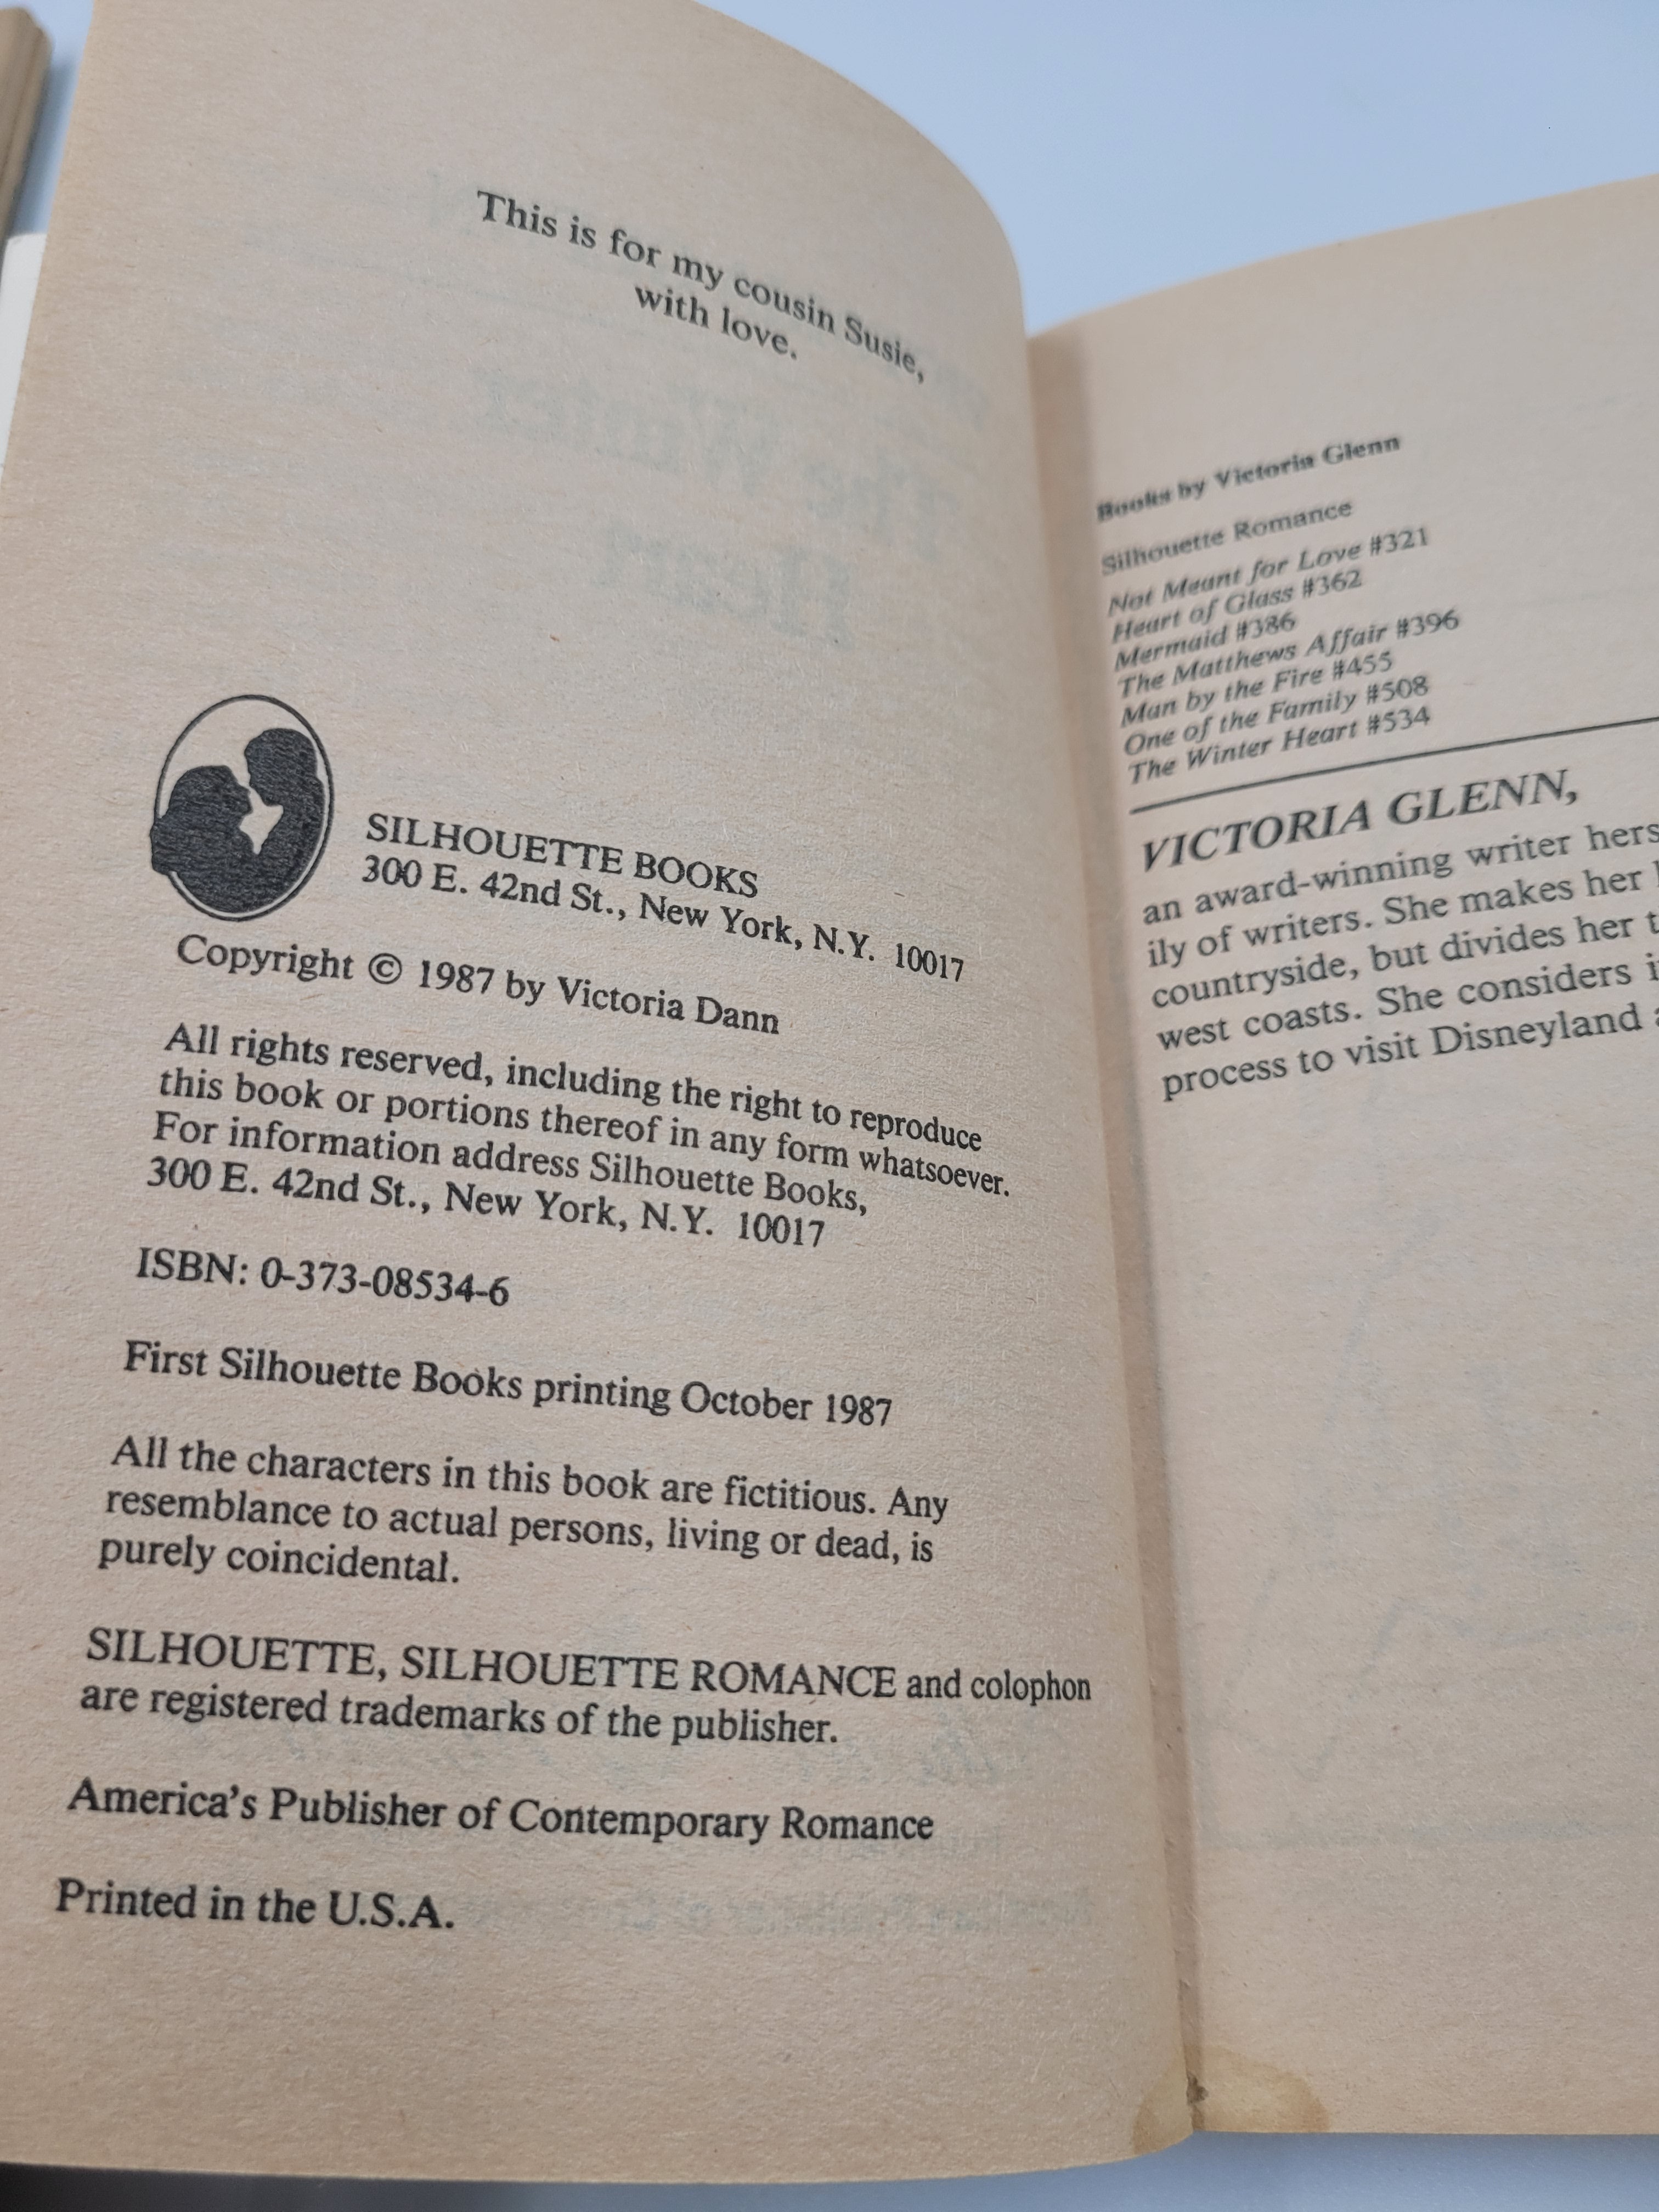 This is for my cousin Susie,
with love.
SILHOUETTE BOOKS
300 E. 42nd St., New York, N.Y. 10017
Copyright © 1987 by Victoria Dann
All rights reserved, including the right to reproduce
this book or portions thereof in any form whatsoever.
For information address Silhouette Books,
300 E. 42nd St., New York, N.Y. 10017
ISBN: 0-373-08534-6
First Silhouette Books printing October 1987
All the characters in this book are fictitious. Any
resemblance to actual persons, living or dead, is
purely coincidental.
SILHOUETTE, SILHOUETTE ROMANCE and colophon
are registered trademarks of the publisher.
America's Publisher of Contemporary Romance
Printed in the U.S.A.
Books by Victoria Glenn
Silhouette Romance
Not Meant for Love #321
Heart of Glass #362
Mermaid #386
The Matthews Affair #396
Man by the Fire #455
One of the Family #508
The Winter Heart #534
VICTORIA GLENN,
an award-winning writer hers
ily of writers. She makes her
countryside, but divides her t
west coasts. She considers i
process to visit Disneyland a